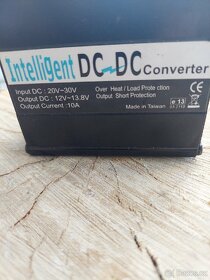 Intelligent DC-DC Converter
Input DC : 20V~30V
Output DC : 12V~13.8V
Output Current : 10A
Over Heat / Load Prote ction
Output Short Protection
Made in Taiwan
e 13